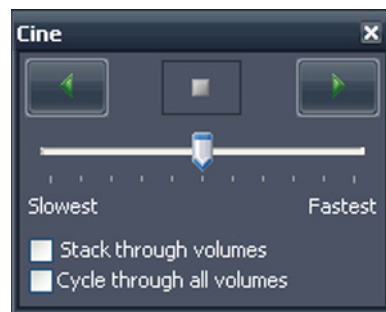 Cine
Slowest Fastest
Stack through volumes
Cycle through all volumes